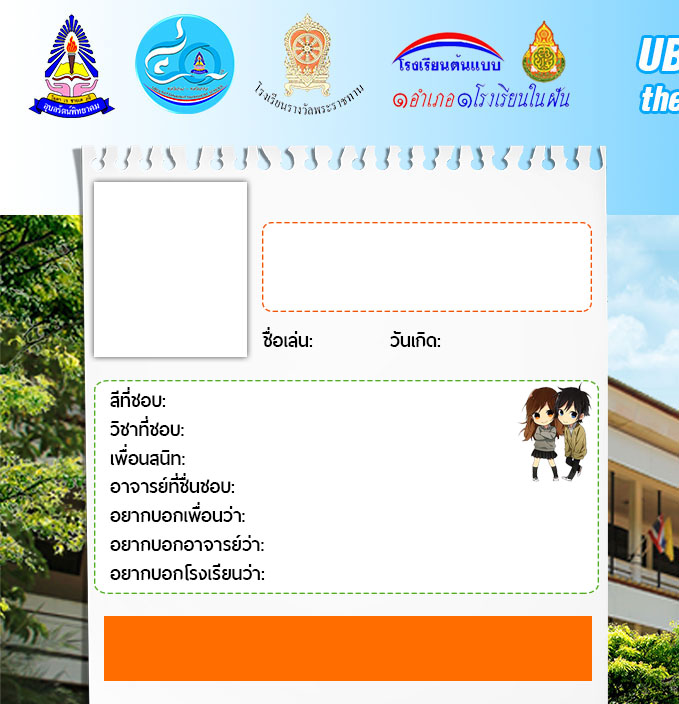 อุบลรัตน์พิทยาคม
โรงเรียนรางวัลพระราชทาน
โรงเรียนต้นแบบ
๑อำเภอ๑โรงเรียนในฝัน
UB
the
ชื่อเล่น: วันเกิด:
สีที่ชอบ:
วิชาที่ชอบ:
เพื่อนสนิท:
อาจารย์ที่ชื่นชอบ:
อยากบอกเพื่อนว่า:
อยากบอกอาจารย์ว่า:
อยากบอกโรงเรียนว่า: